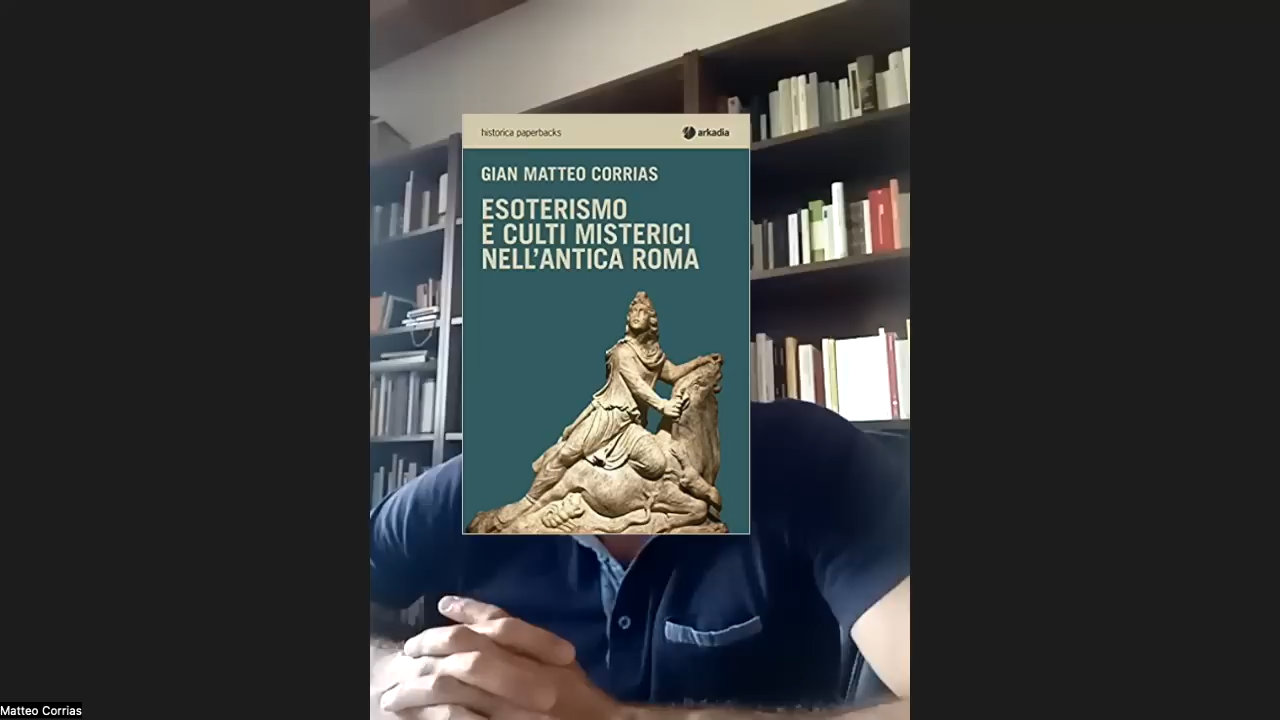 historica paperbacks
arkadia
GIAN MATTEO CORRIAS
ESOTERISMO
E CULTI MISTERICI
NELL'ANTICA ROMA
Matteo Corrias